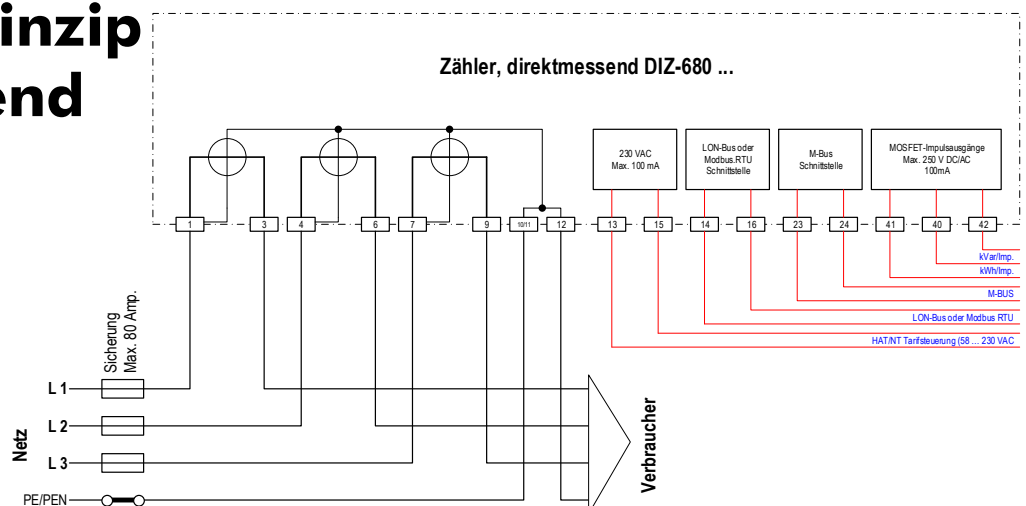 inzip
end
Zähler, direktmessend DIZ-680 ...
230 VAC
Max. 100 mA
LON-Bus oder
Modbus.RTU
Schnittstelle
M-Bus
Schnittstelle
MOSFET-Impulsausgänge
Max. 250 V DC/AC
100mA
1 3 4 6 7 9 10/11 12 13 15 14 16 23 24 41 40 42
kVar/Imp.
kWh/Imp.
M-BUS
LON-Bus oder Modbus RTU
HAT/NT Tarifsteuerung (58 ... 230 VAC
Sicherung
Max. 80 Amp.
L 1
L 2
L 3
PE/PEN
Netz
Verbraucher